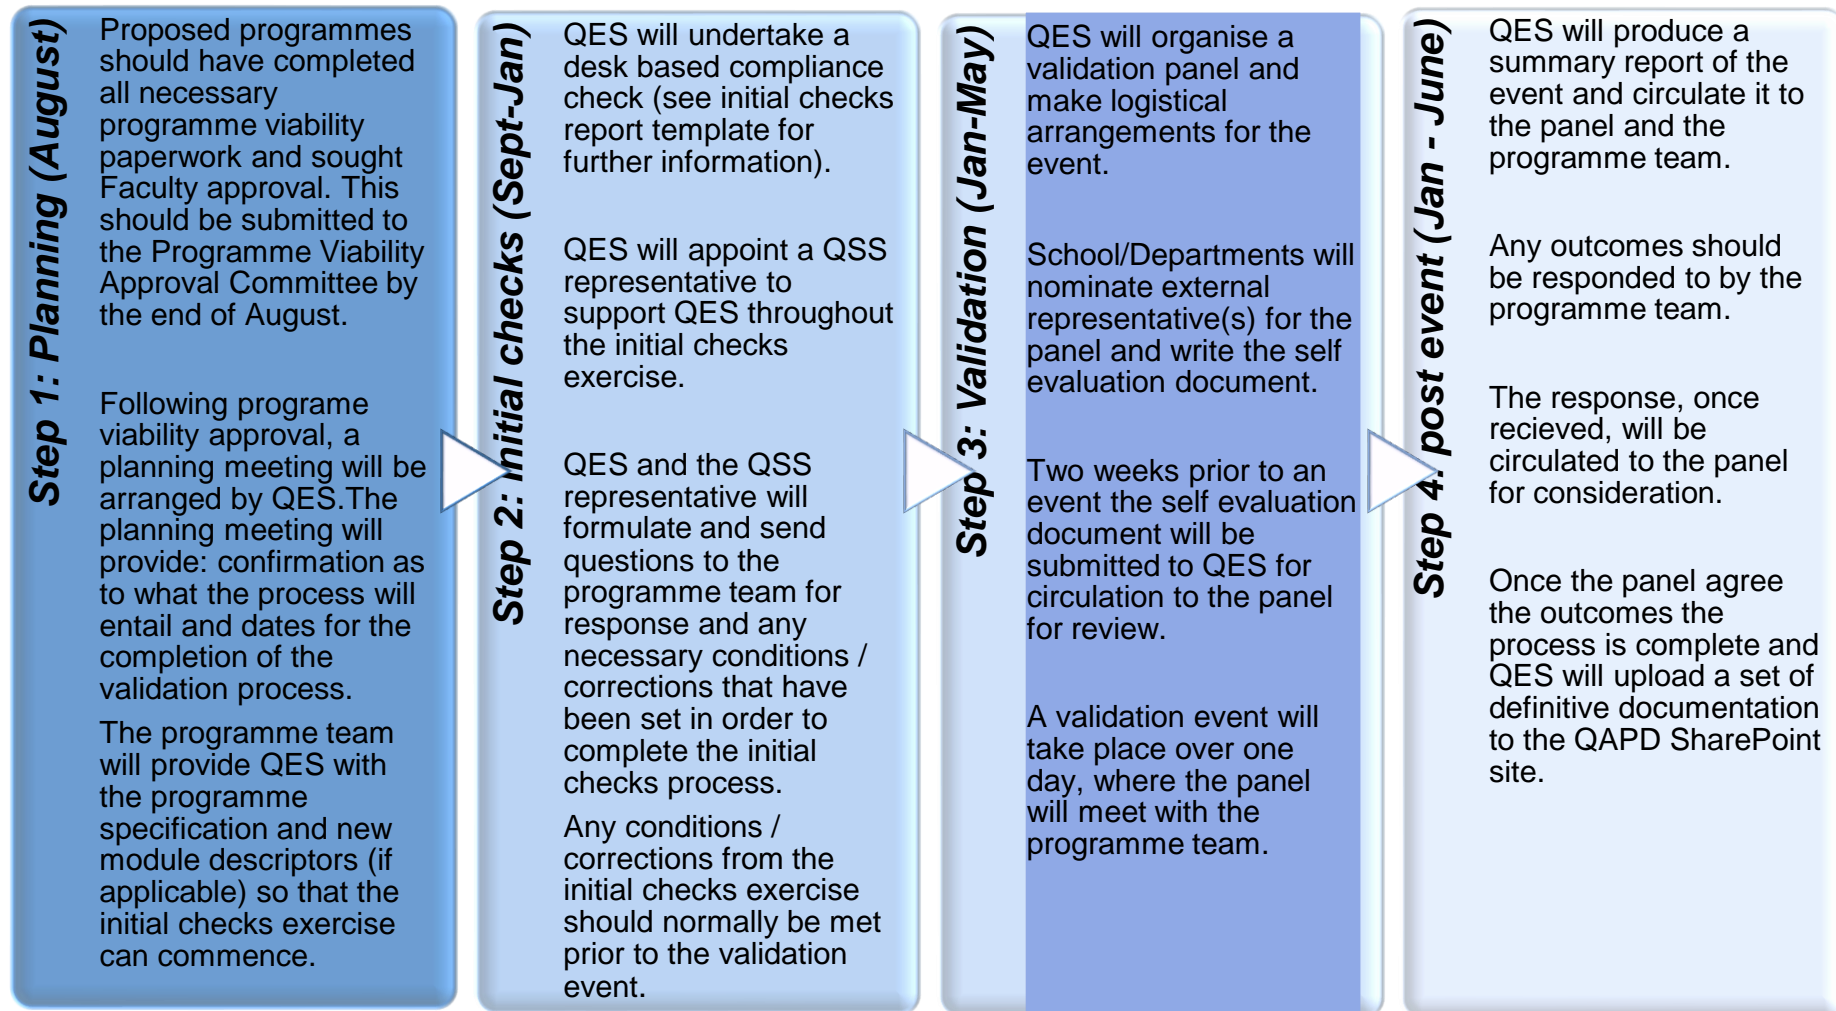 Step 1: Planning (August)
Proposed programmes
should have completed
all necessary
programme viability
paperwork and sought
Faculty approval. This
should be submitted to
the Programme Viability
Approval Committee by
the end of August.
Following programe
viability approval, a
planning meeting will be
arranged by QES.The
planning meeting will
provide: confirmation as
to what the process will
entail and dates for the
completion of the
validation process.
The programme team
will provide QES with
the programme
specification and new
module descriptors (if
applicable) so that the
initial checks exercise
can commence.
Step 2: Initial checks (Sept-Jan)
QES will undertake a
desk based compliance
check (see initial checks
report template for
further information).
QES will appoint a QSS
representative to
support QES throughout
the initial checks
exercise.
QES and the QSS
representative will
formulate and send
questions to the
programme team for
response and any
necessary conditions /
corrections that have
been set in order to
complete the initial
checks process.
Any conditions /
corrections from the
initial checks exercise
should normally be met
prior to the validation
event.
Step 3: Validation (Jan-May)
QES will organise a
validation panel and
make logistical
arrangements for the
event.
School/Departments will
nominate external
representative(s) for the
panel and write the self
evaluation document.
Two weeks prior to an
event the self evaluation
document will be
submitted to QES for
circulation to the panel
for review.
A validation event will
take place over one
day, where the panel
will meet with the
programme team.
Step 4: post event (Jan - June)
QES will produce a
summary report of the
event and circulate it to
the panel and the
programme team.
Any outcomes should
be responded to by the
programme team.
The response, once
recieved, will be
circulated to the panel
for consideration.
Once the panel agree
the outcomes the
process is complete and
QES will upload a set of
definitive documentation
to the QAPD SharePoint
site.